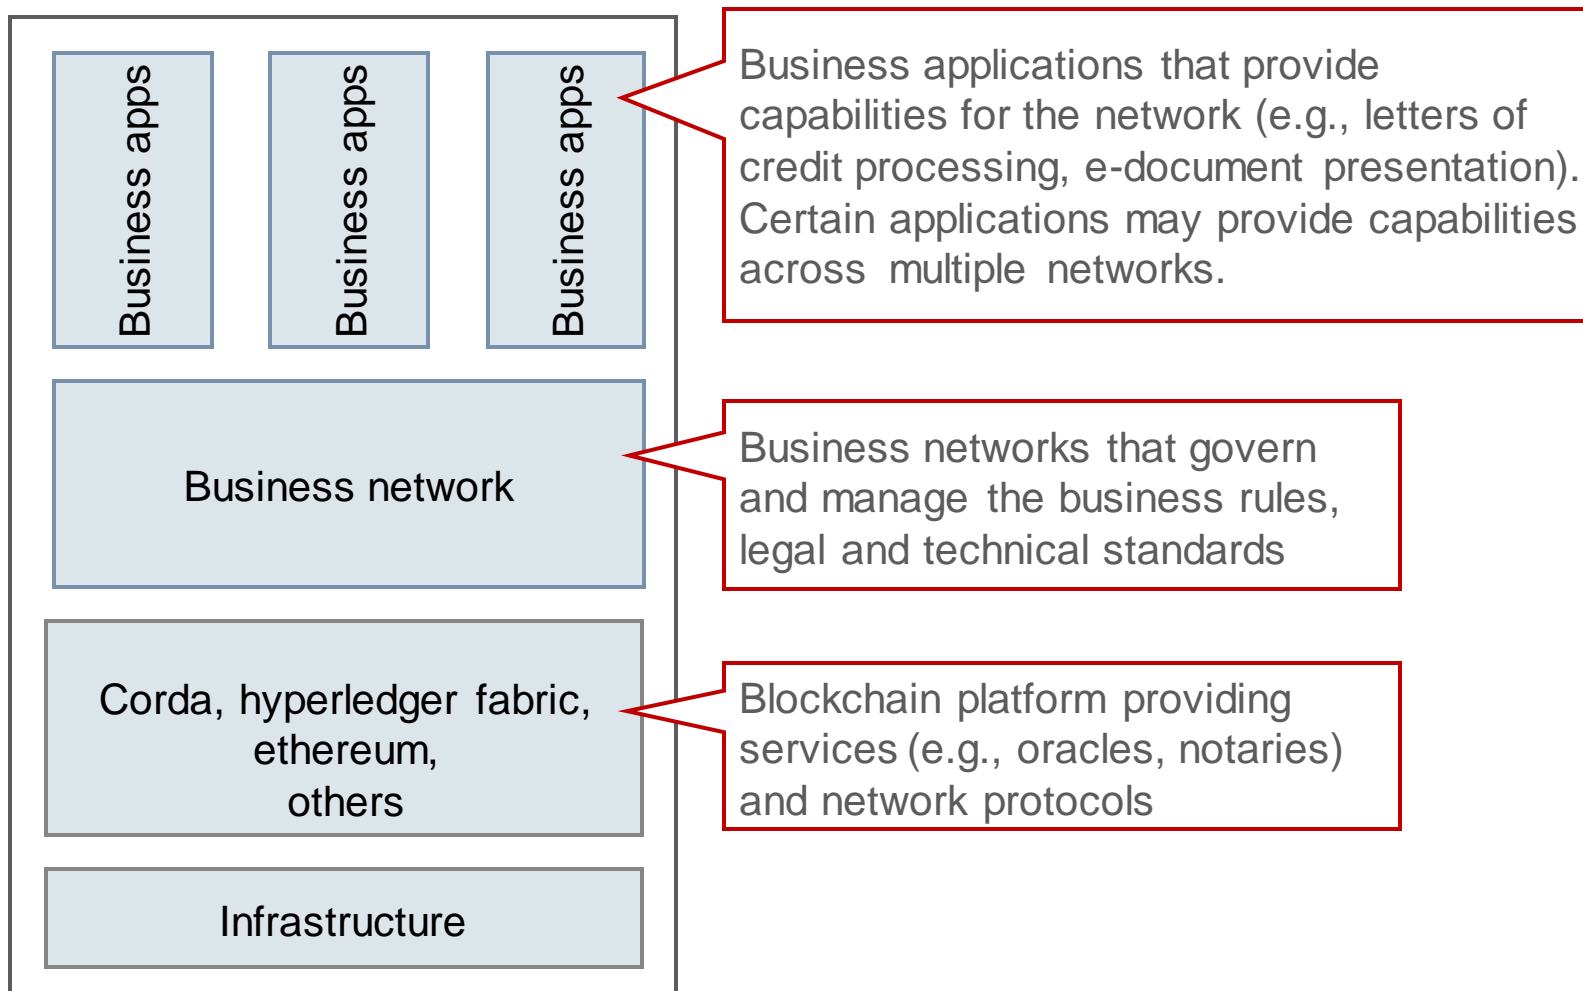 Business apps
Business apps
Business apps
Business applications that provide
capabilities for the network (e.g., letters of
credit processing, e-document presentation).
Certain applications may provide capabilities
across multiple networks.
Business network
Business networks that govern
and manage the business rules,
legal and technical standards
Corda, hyperledger fabric,
ethereum,
others
Blockchain platform providing
services (e.g., oracles, notaries)
and network protocols
Infrastructure